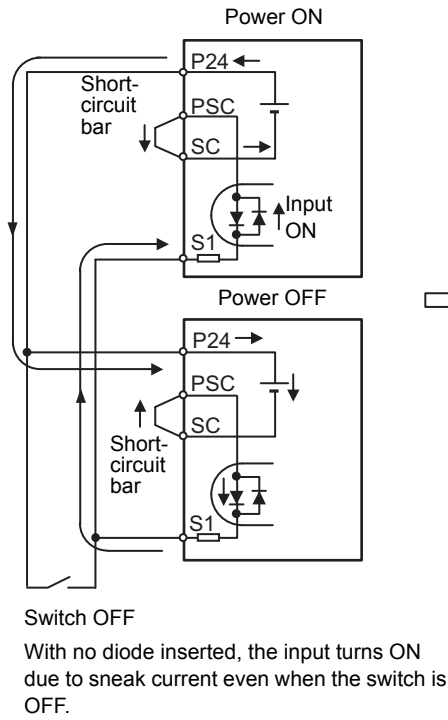 Power ON
P24
Short-
circuit
bar
PSC
SC
Input
ON
S1
Power OFF
P24
PSC
SC
Short-
circuit
bar
S1
Switch OFF
With no diode inserted, the input turns ON
due to sneak current even when the switch is
OFF.